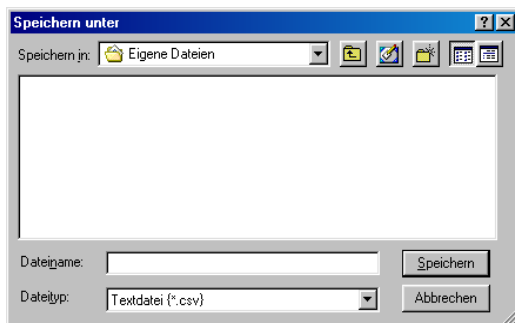 Speichern unter
Speichern in: Eigene Dateien
Dateiname: Speichern
Dateityp: Textdatei {*.csv} Abbrechen